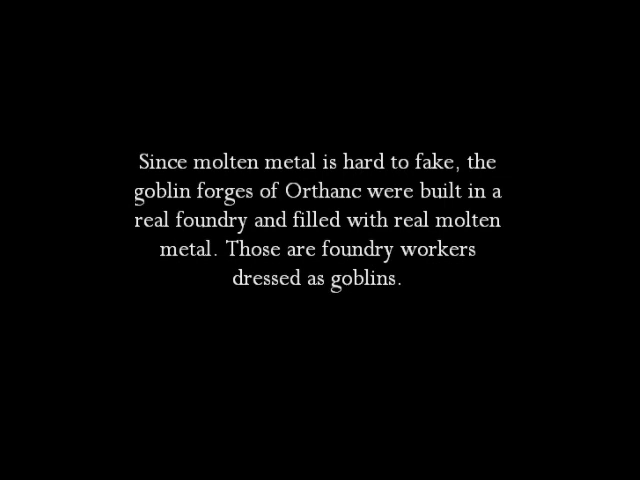 Since molten metal is hard to fake, the
goblin forges of Orthanc were built in a
real foundry and filled with real molten
metal. Those are foundry workers
dressed as goblins.